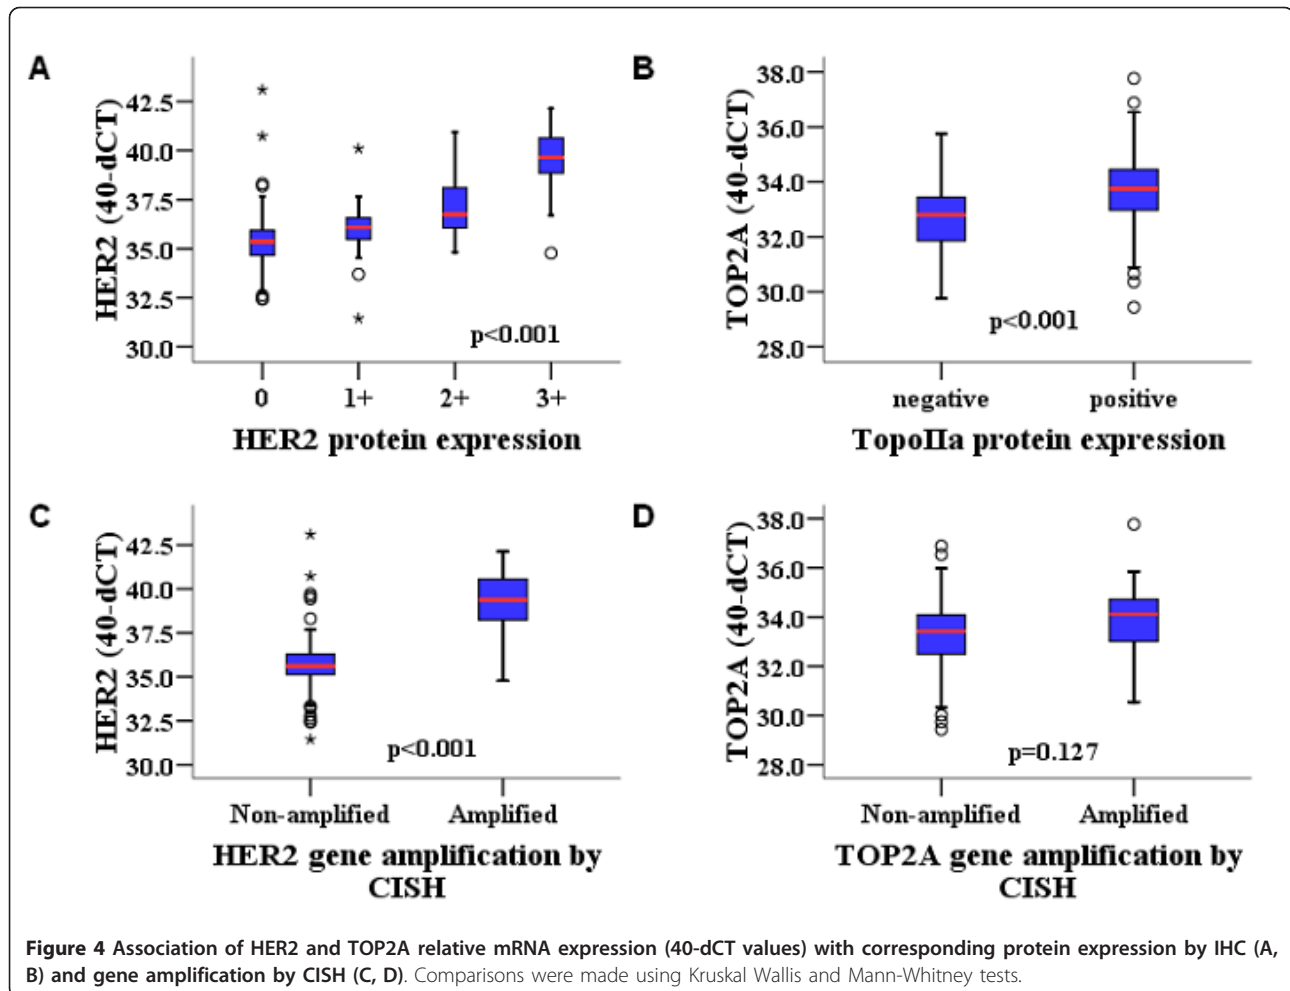 A
HER2 (40-dCT)
42.5
40.0
37.5
35.0
32.5
30.0
p<0.001
0 1+ 2+ 3+
HER2 protein expression
B
TOP2A (40-dCT)
38.0
36.0
34.0
32.0
30.0
28.0
p<0.001
negative positive
TopoIIa protein expression
C
HER2 (40-dCT)
42.5
40.0
37.5
35.0
32.5
30.0
p<0.001
Non-amplified Amplified
HER2 gene amplification by
CISH
D
TOP2A (40-dCT)
38.0
36.0
34.0
32.0
30.0
28.0
p=0.127
Non-amplified Amplified
TOP2A gene amplification by
CISH
Figure 4 Association of HER2 and TOP2A relative mRNA expression (40-dCT values) with corresponding protein expression by IHC (A,
B) and gene amplification by CISH (C, D). Comparisons were made using Kruskal Wallis and Mann-Whitney tests.